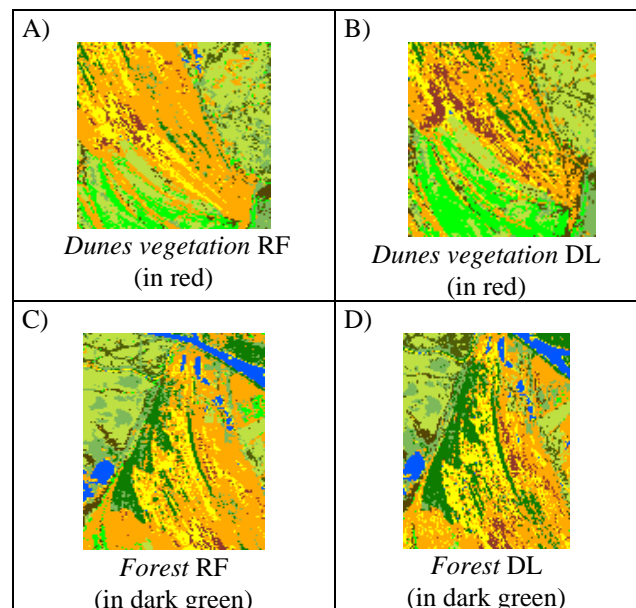 A)
Dunes vegetation RF
(in red)
B)
Dunes vegetation DL
(in red)
C)
Forest RF
(in dark green)
D)
Forest DL
(in dark green)